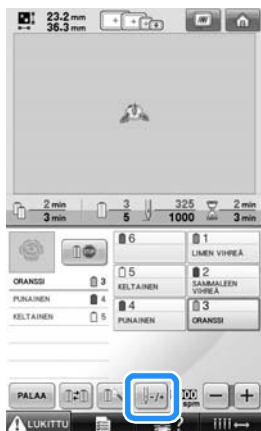 23.2 mm
36.3 mm
2 min
3 min
3
5
325
1000
2 min
3 min
STOP
ORANSSI 3
PUNAINEN 4
KELTAINEN 5
6
1
LIMEN VIHREÄ
5
KELTAINEN
2
SAMMALEEN
VIHREÄ
4
PUNAINEN
3
ORANSSI
PALAA
-/+
spm
- +
LUKITTU
?